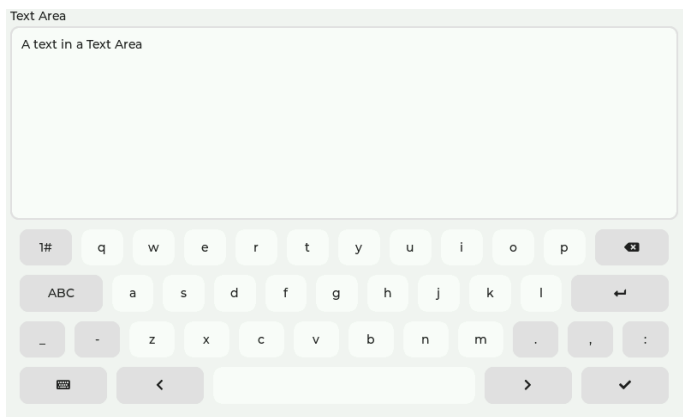 Text Area
A text in a Text Area
1# q w e r t y u i o p
ABC a s d f g h j k l
_ - z x c v b n m . , :